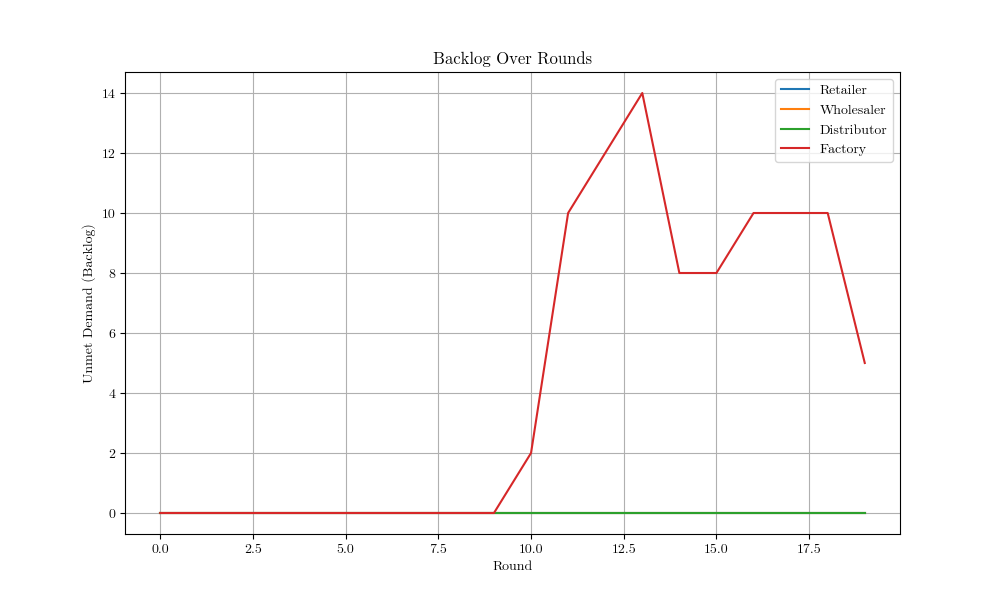 Backlog Over Rounds
Retailer
Wholesaler
Distributor
Factory
Unmet Demand (Backlog)
14
12
10
8
6
4
2
0
0.0 2.5 5.0 7.5 10.0 12.5 15.0 17.5
Round